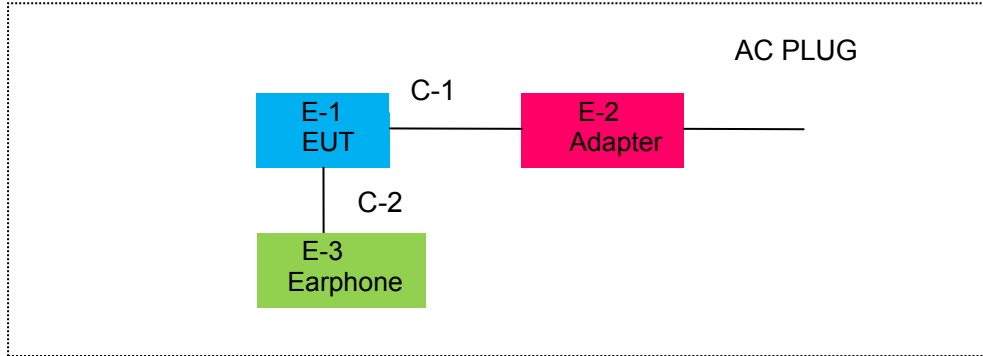 AC PLUG
C-1
E-1
EUT
E-2
Adapter
C-2
E-3
Earphone